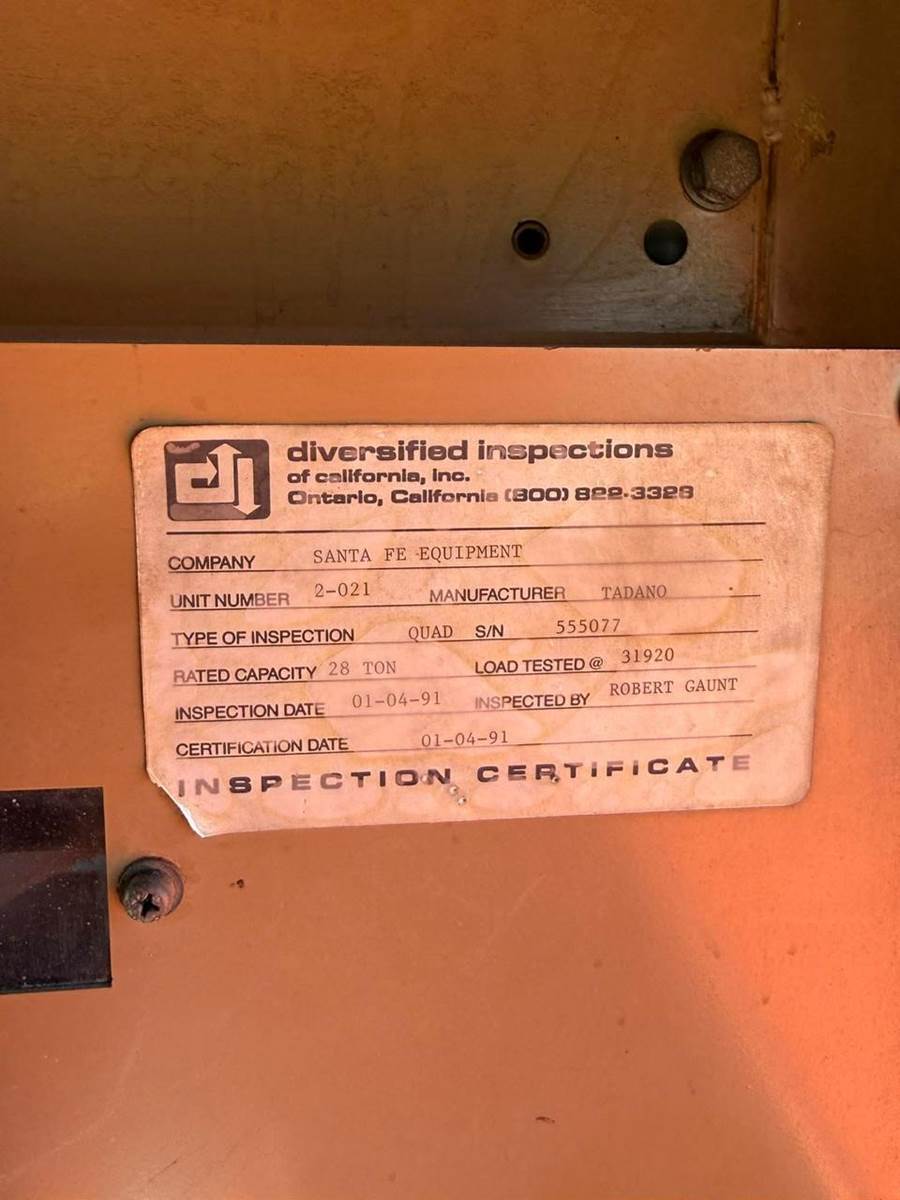 di
diversified inspections
of california, inc.
Ontario, California (800) 822-3328
COMPANY SANTA FE EQUIPMENT
UNIT NUMBER 2-021 MANUFACTURER TADANO
TYPE OF INSPECTION QUAD S/N 555077
RATED CAPACITY 28 TON LOAD TESTED @ 31920
INSPECTION DATE 01-04-91 INSPECTED BY ROBERT GAUNT
CERTIFICATION DATE 01-04-91
INSPECTION CERTIFICATE